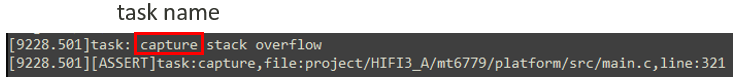 task name
[9228.501]task: capture stack overflow
[9228.501][ASSERT]task:capture,file:project/HIFI3_A/mt6779/platform/src/main.c,line:321